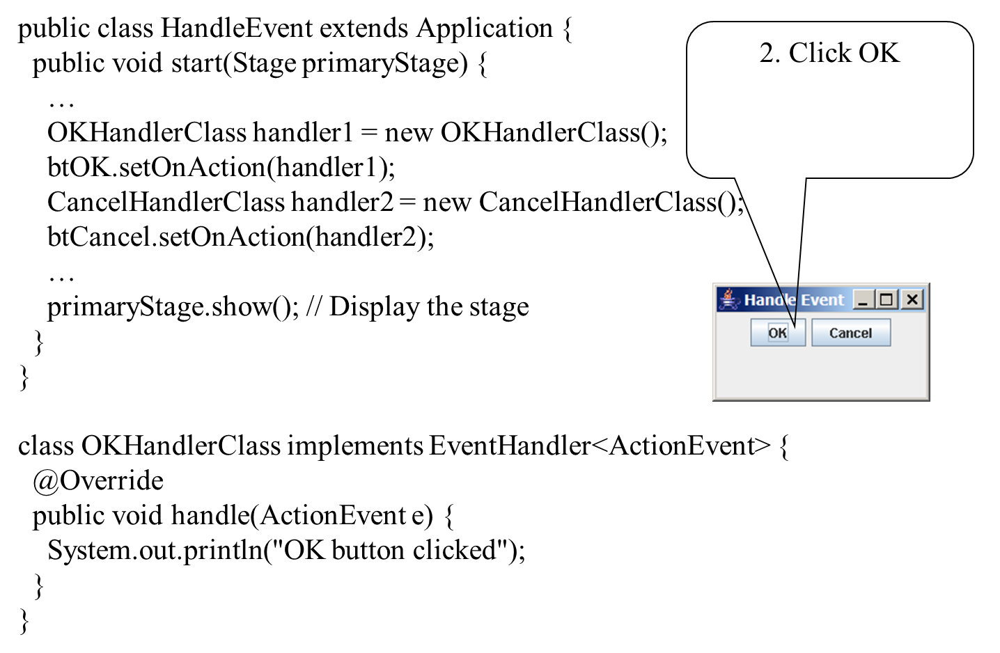 public class HandleEvent extends Application {
public void start(Stage primaryStage) {
…
OKHandlerClass handler1 = new OKHandlerClass();
btOK.setOnAction(handler1);
CancelHandlerClass handler2 = new CancelHandlerClass();
btCancel.setOnAction(handler2);
…
primaryStage.show(); // Display the stage
}
}
class OKHandlerClass implements EventHandler<ActionEvent> {
@Override
public void handle(ActionEvent e) {
System.out.println("OK button clicked");
}
}
2. Click OK
Handle Event
OK Cancel